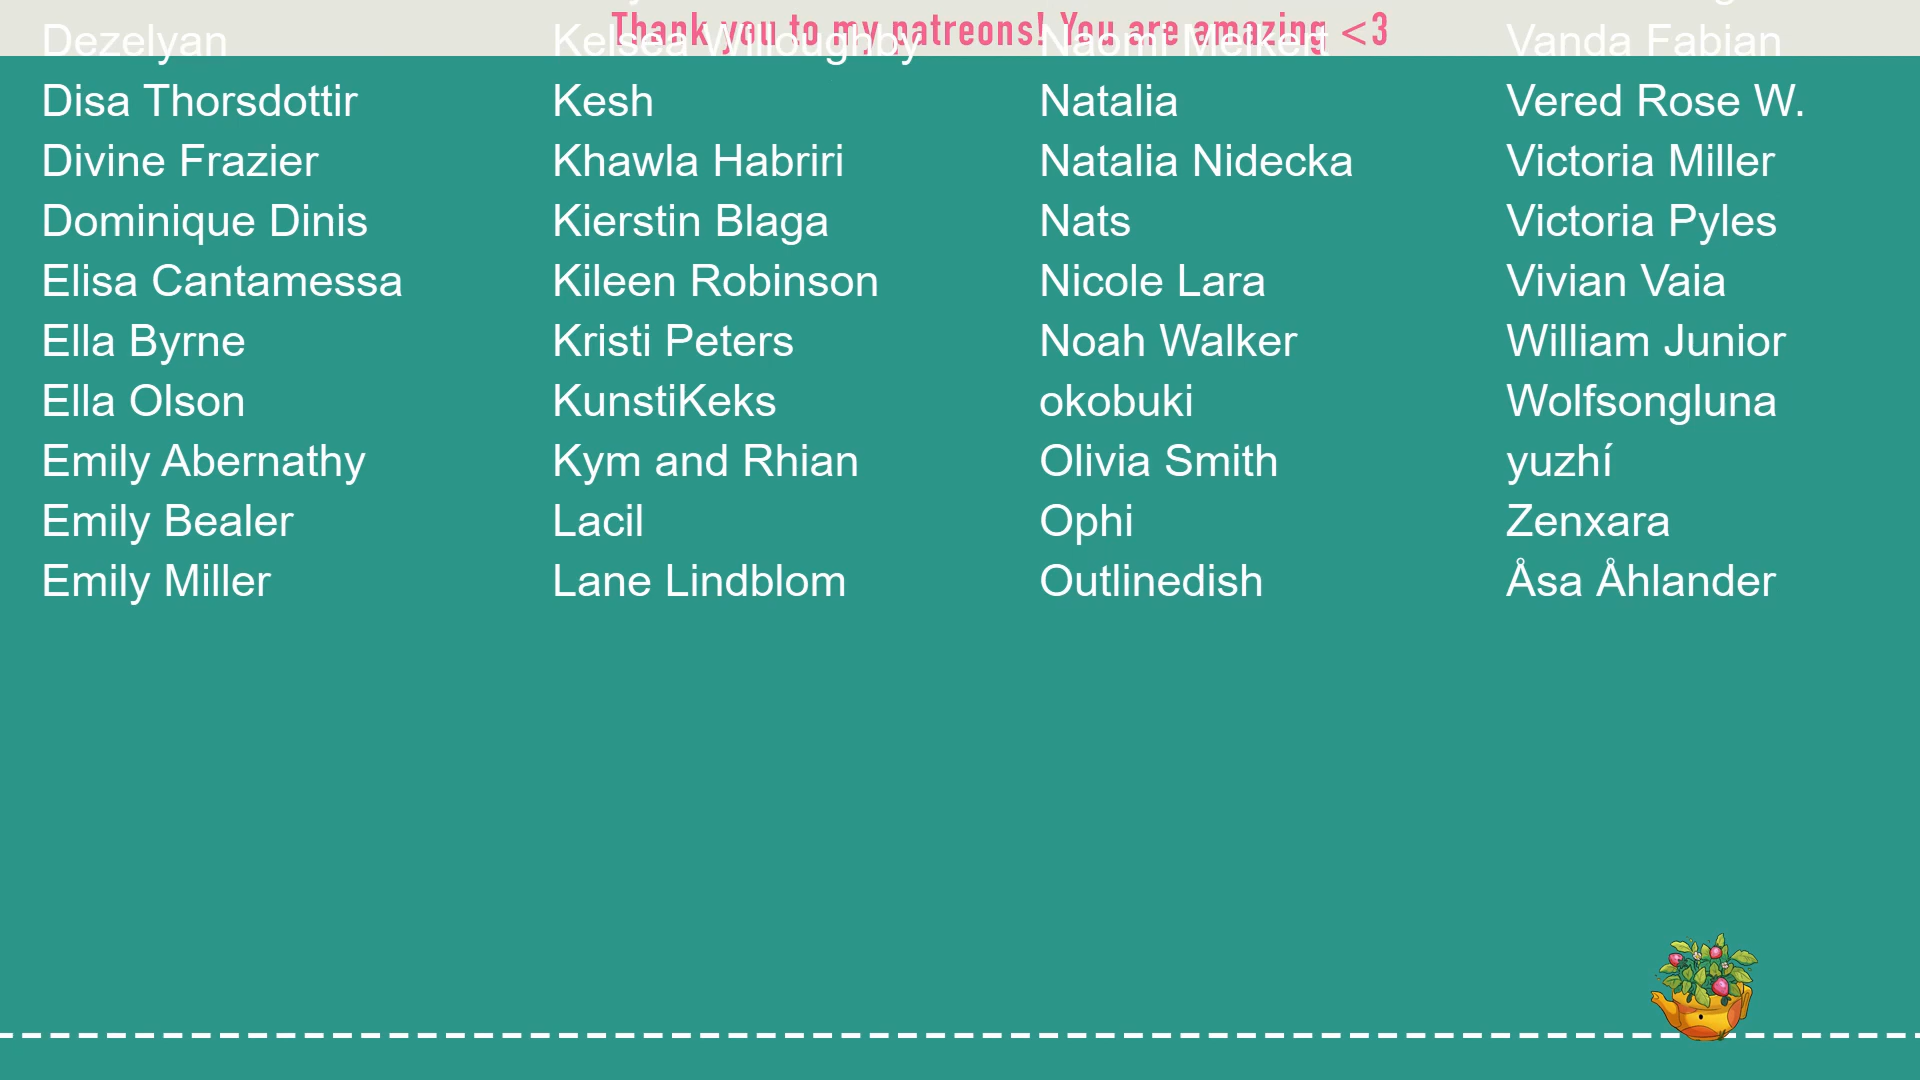 Thank you to my patreons! You are amazing <3
Dezelyan
Disa Thorsdottir
Divine Frazier
Dominique Dinis
Elisa Cantamessa
Ella Byrne
Ella Olson
Emily Abernathy
Emily Bealer
Emily Miller
Kelsea Willoughby
Kesh
Khawla Habriri
Kierstin Blaga
Kileen Robinson
Kristi Peters
KunstiKeks
Kym and Rhian
Lacil
Lane Lindblom
Naomi Meikert
Natalia
Natalia Nidecka
Nats
Nicole Lara
Noah Walker
okobuki
Olivia Smith
Ophi
Outlinedish
Vanda Fabian
Vered Rose W.
Victoria Miller
Victoria Pyles
Vivian Vaia
William Junior
Wolfsongluna
yuzhí
Zenxara
Åsa Åhlander